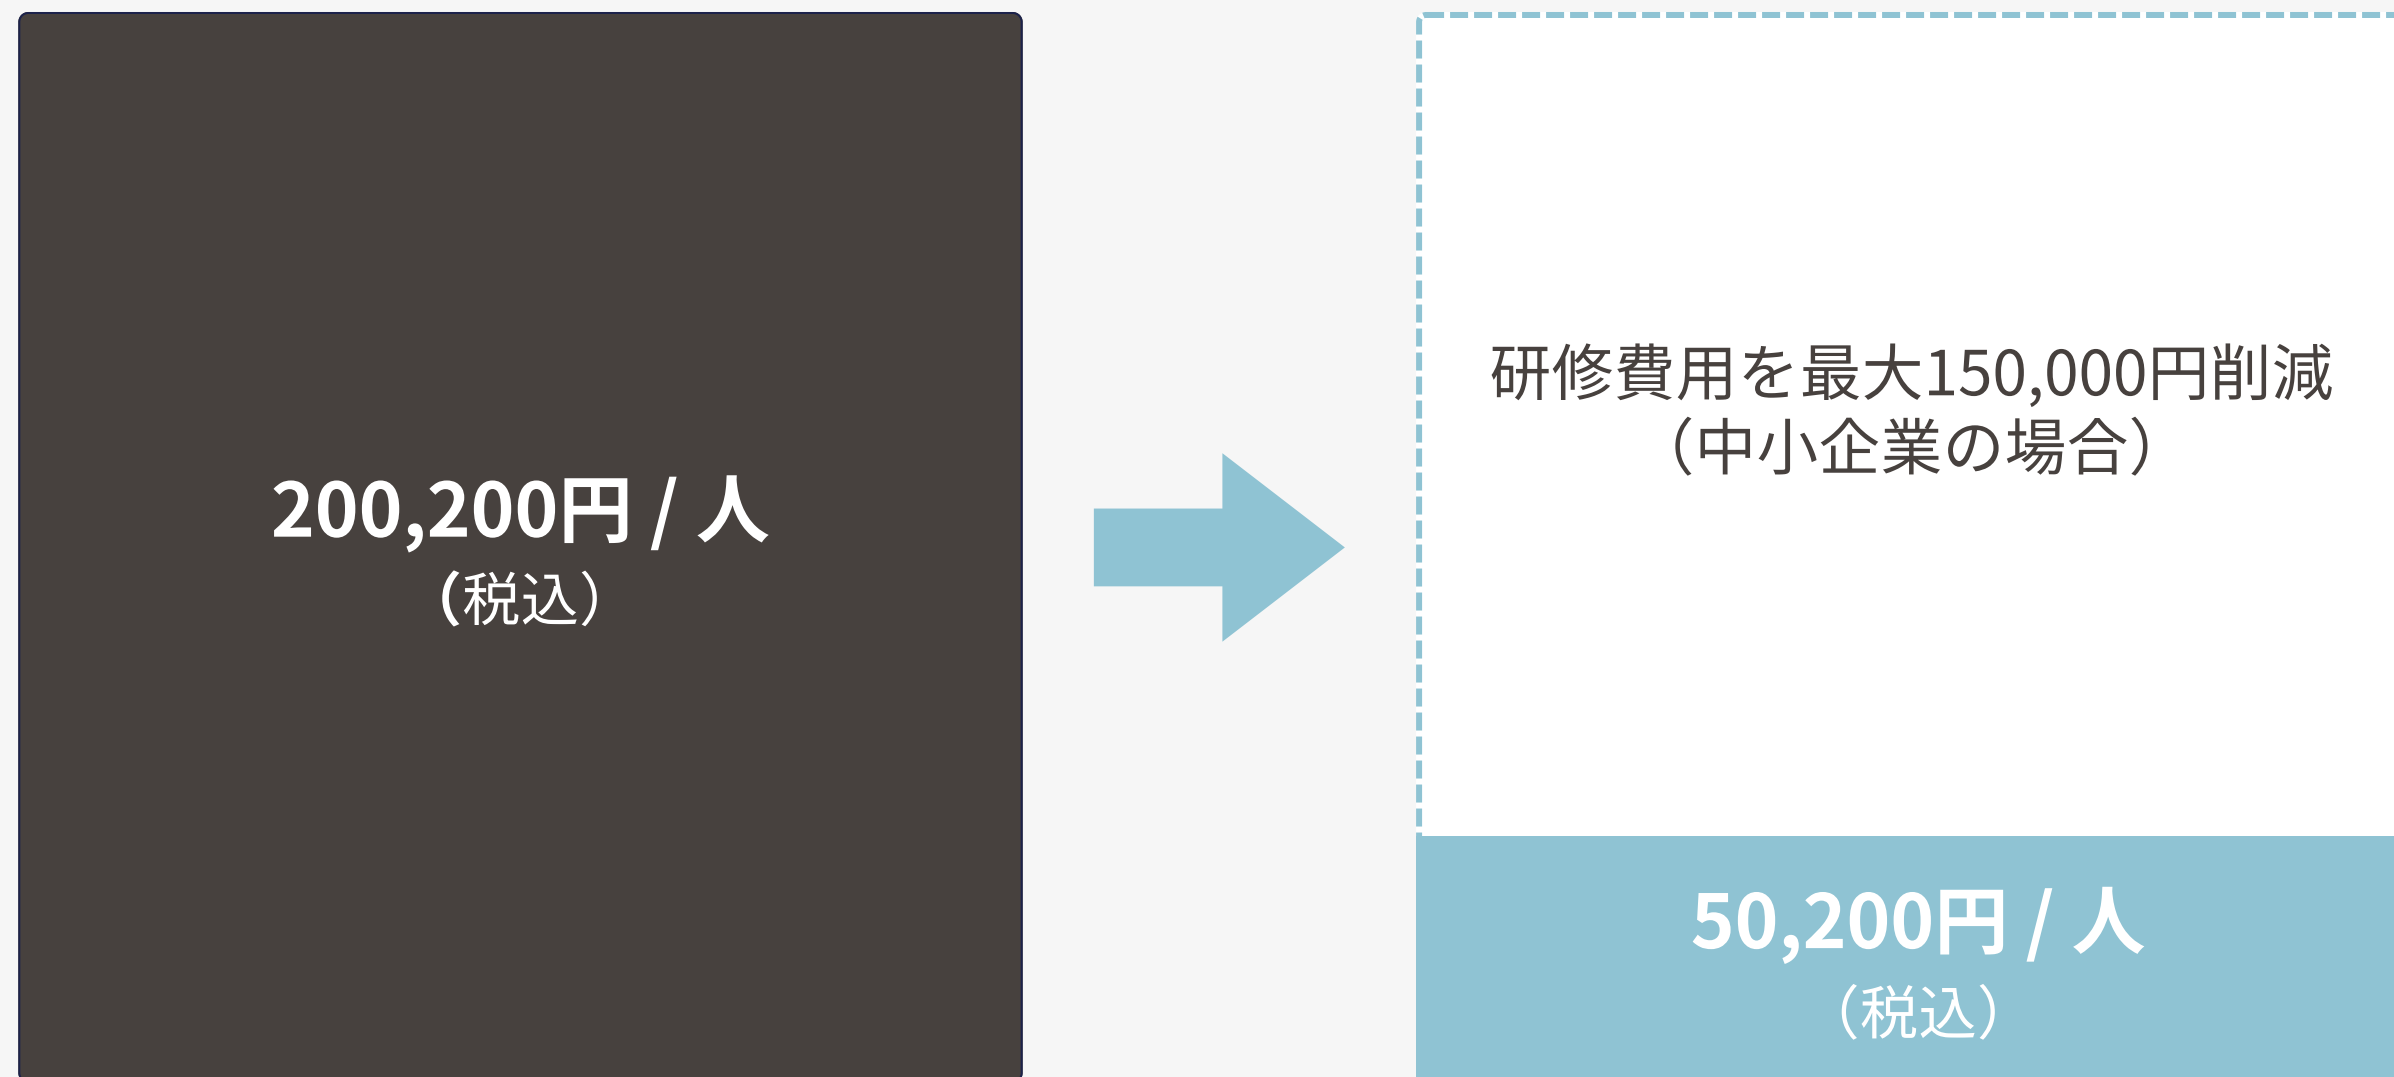 200,200円 / 人
（税込）
研修費用を最大150,000円削減
（中小企業の場合）
50,200円 / 人
（税込）